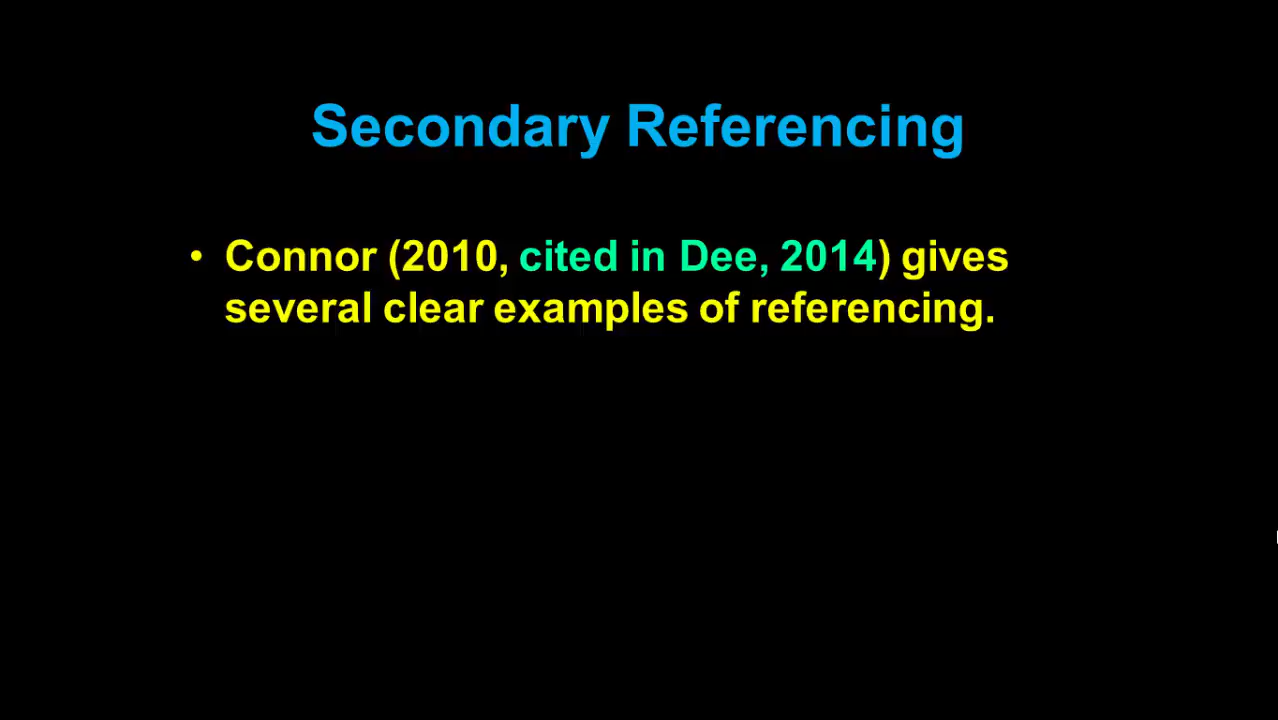 Secondary Referencing
• Connor (2010, cited in Dee, 2014) gives
several clear examples of referencing.